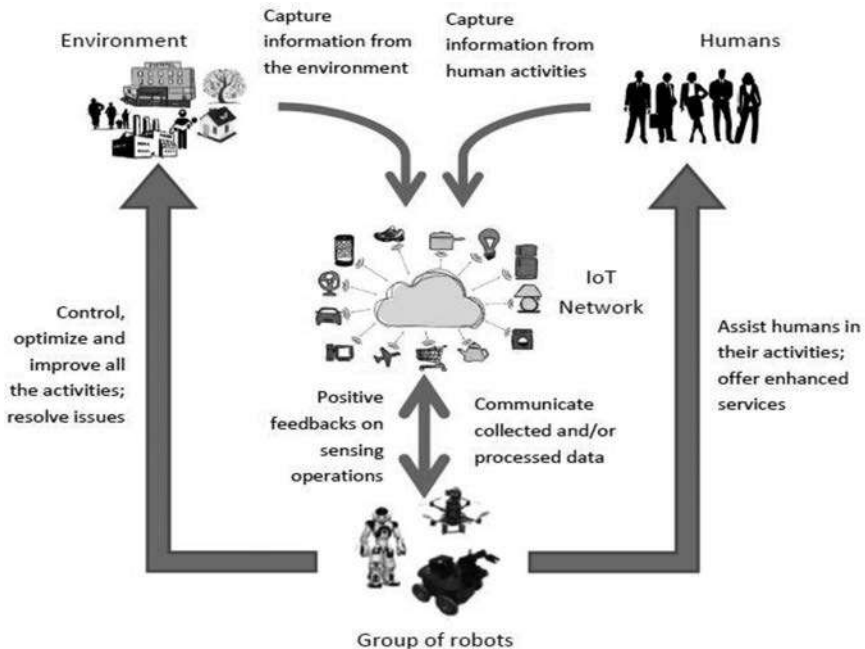 Environment
Capture
information from
the environment
Capture
information from
human activities
Humans
IoT
Network
Control,
optimize and
improve all
the activities;
resolve issues
Assist humans in
their activities;
offer enhanced
services
Positive
feedbacks on
sensing
operations
Communicate
collected and/or
processed data
Group of robots